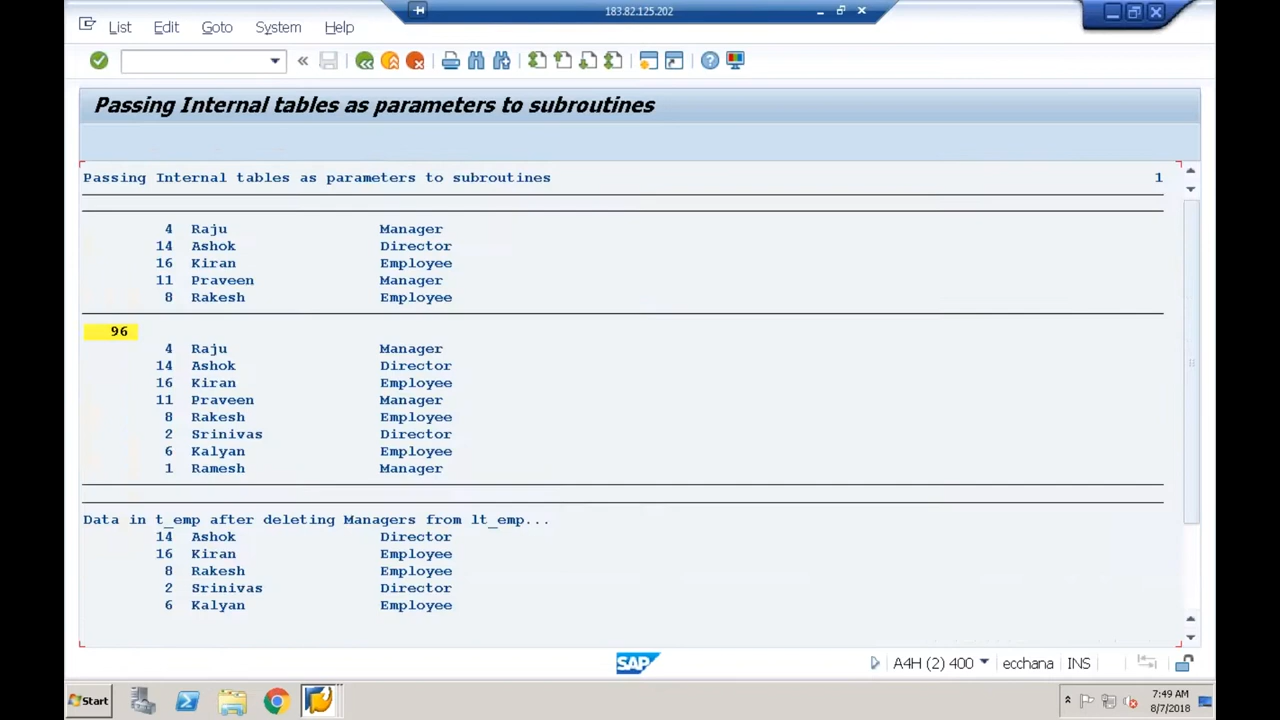 183.82.125.202
List Edit Goto System Help
Passing Internal tables as parameters to subroutines
Passing Internal tables as parameters to subroutines 1
4 Raju Manager
14 Ashok Director
16 Kiran Employee
11 Praveen Manager
8 Rakesh Employee
96
4 Raju Manager
14 Ashok Director
16 Kiran Employee
11 Praveen Manager
8 Rakesh Employee
2 Srinivas Director
6 Kalyan Employee
1 Ramesh Manager
Data in t_emp after deleting Managers from lt_emp...
14 Ashok Director
16 Kiran Employee
8 Rakesh Employee
2 Srinivas Director
6 Kalyan Employee
SAP
A4H (2) 400 ecchana INS
Start
7:49 AM
8/7/2018